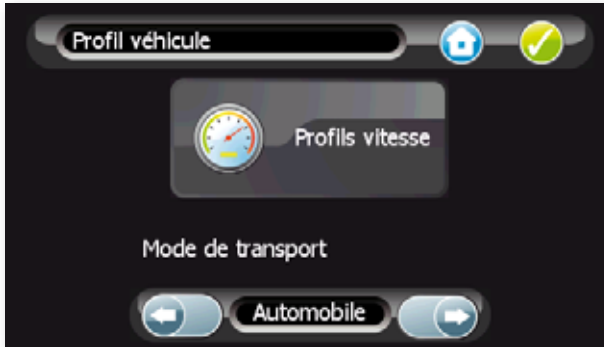 Profil véhicule
Profils vitesse
Mode de transport
Automobile